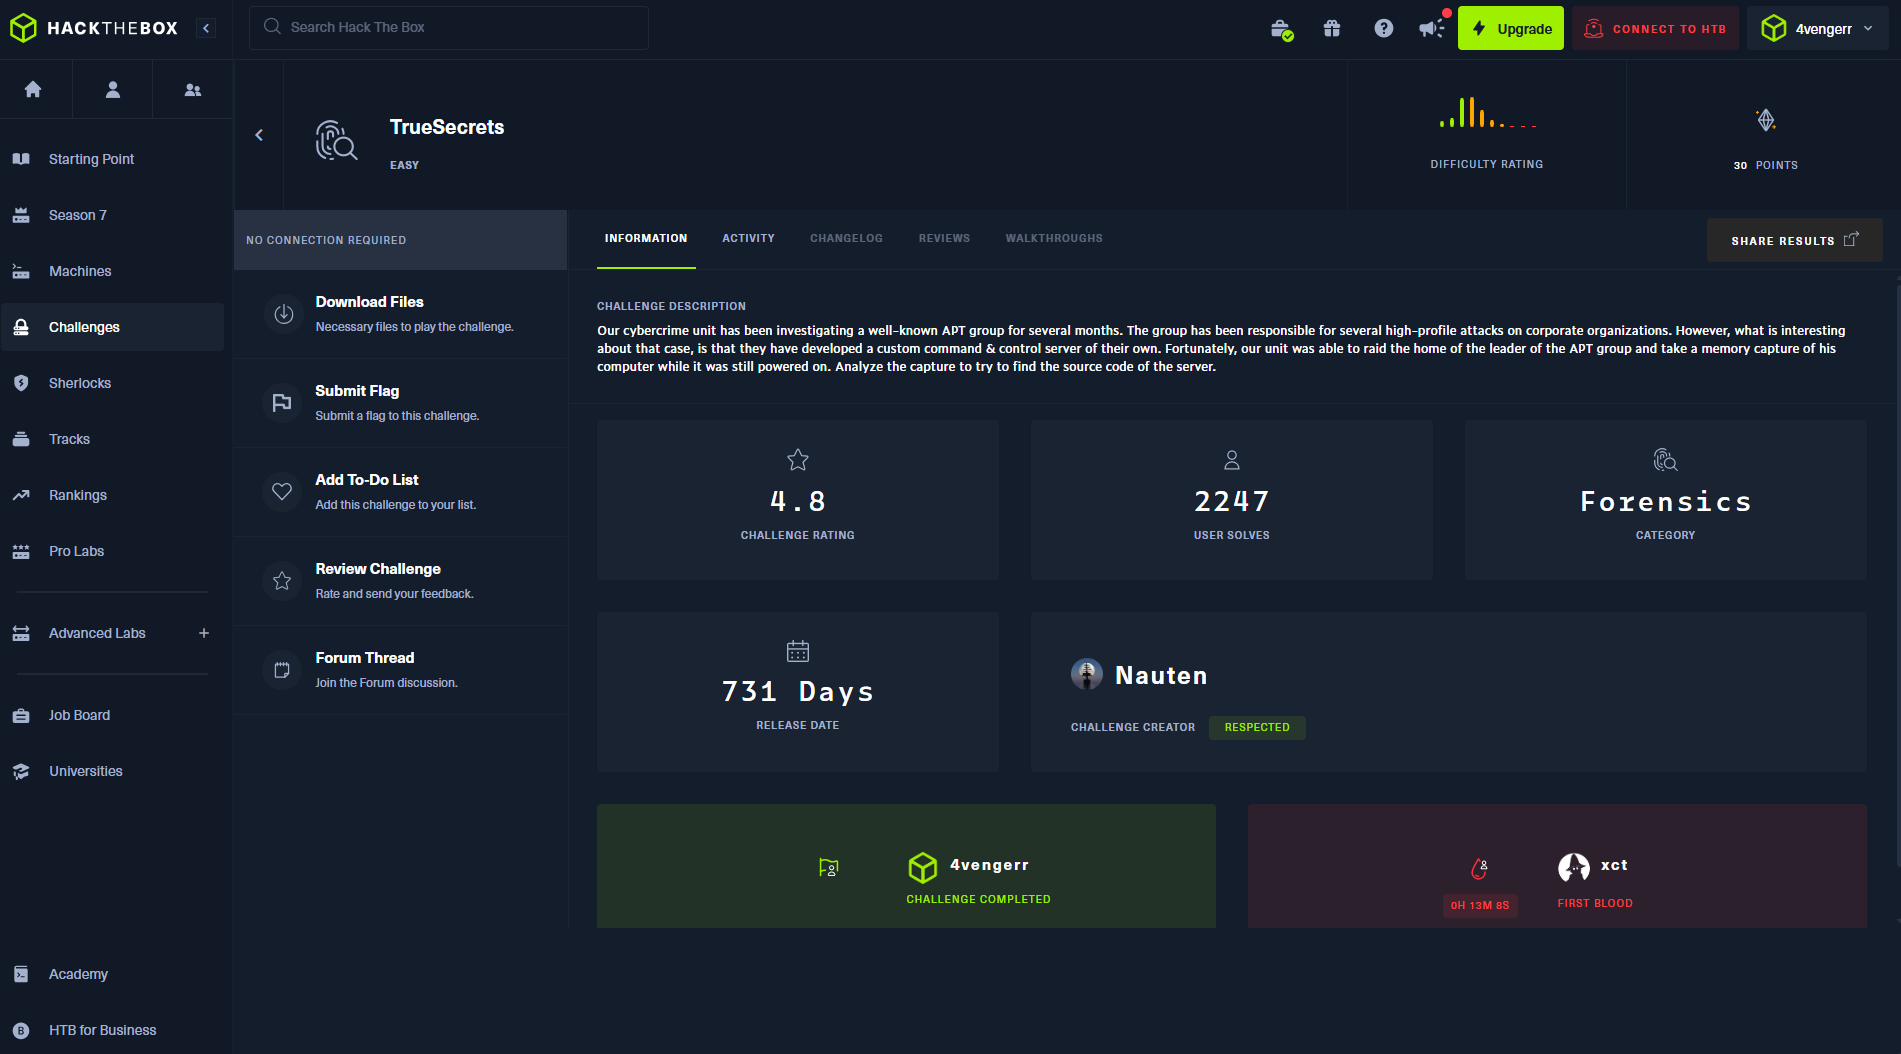 HACKTHEBOX
Search Hack The Box
Upgrade
CONNECT TO HTB
4vengerr
Starting Point
Season 7
Machines
Challenges
Sherlocks
Tracks
Rankings
Pro Labs
Advanced Labs
+
Job Board
Universities
Academy
HTB for Business
TrueSecrets
EASY
DIFFICULTY RATING
30 POINTS
NO CONNECTION REQUIRED
Download Files
Necessary files to play the challenge.
Submit Flag
Submit a flag to this challenge.
Add To-Do List
Add this challenge to your list.
Review Challenge
Rate and send your feedback.
Forum Thread
Join the Forum discussion.
INFORMATION
ACTIVITY
CHANGELOG
REVIEWS
WALKTHROUGHS
SHARE RESULTS
CHALLENGE DESCRIPTION
Our cybercrime unit has been investigating a well-known APT group for several months. The group has been responsible for several high-profile attacks on corporate organizations. However, what is interesting
about that case, is that they have developed a custom command & control server of their own. Fortunately, our unit was able to raid the home of the leader of the APT group and take a memory capture of his
computer while it was still powered on. Analyze the capture to try to find the source code of the server.
4.8
CHALLENGE RATING
2247
USER SOLVES
Forensics
CATEGORY
731 Days
RELEASE DATE
Nauten
CHALLENGE CREATOR
RESPECTED
4vengerr
CHALLENGE COMPLETED
0H 13M 8S
xct
FIRST BLOOD